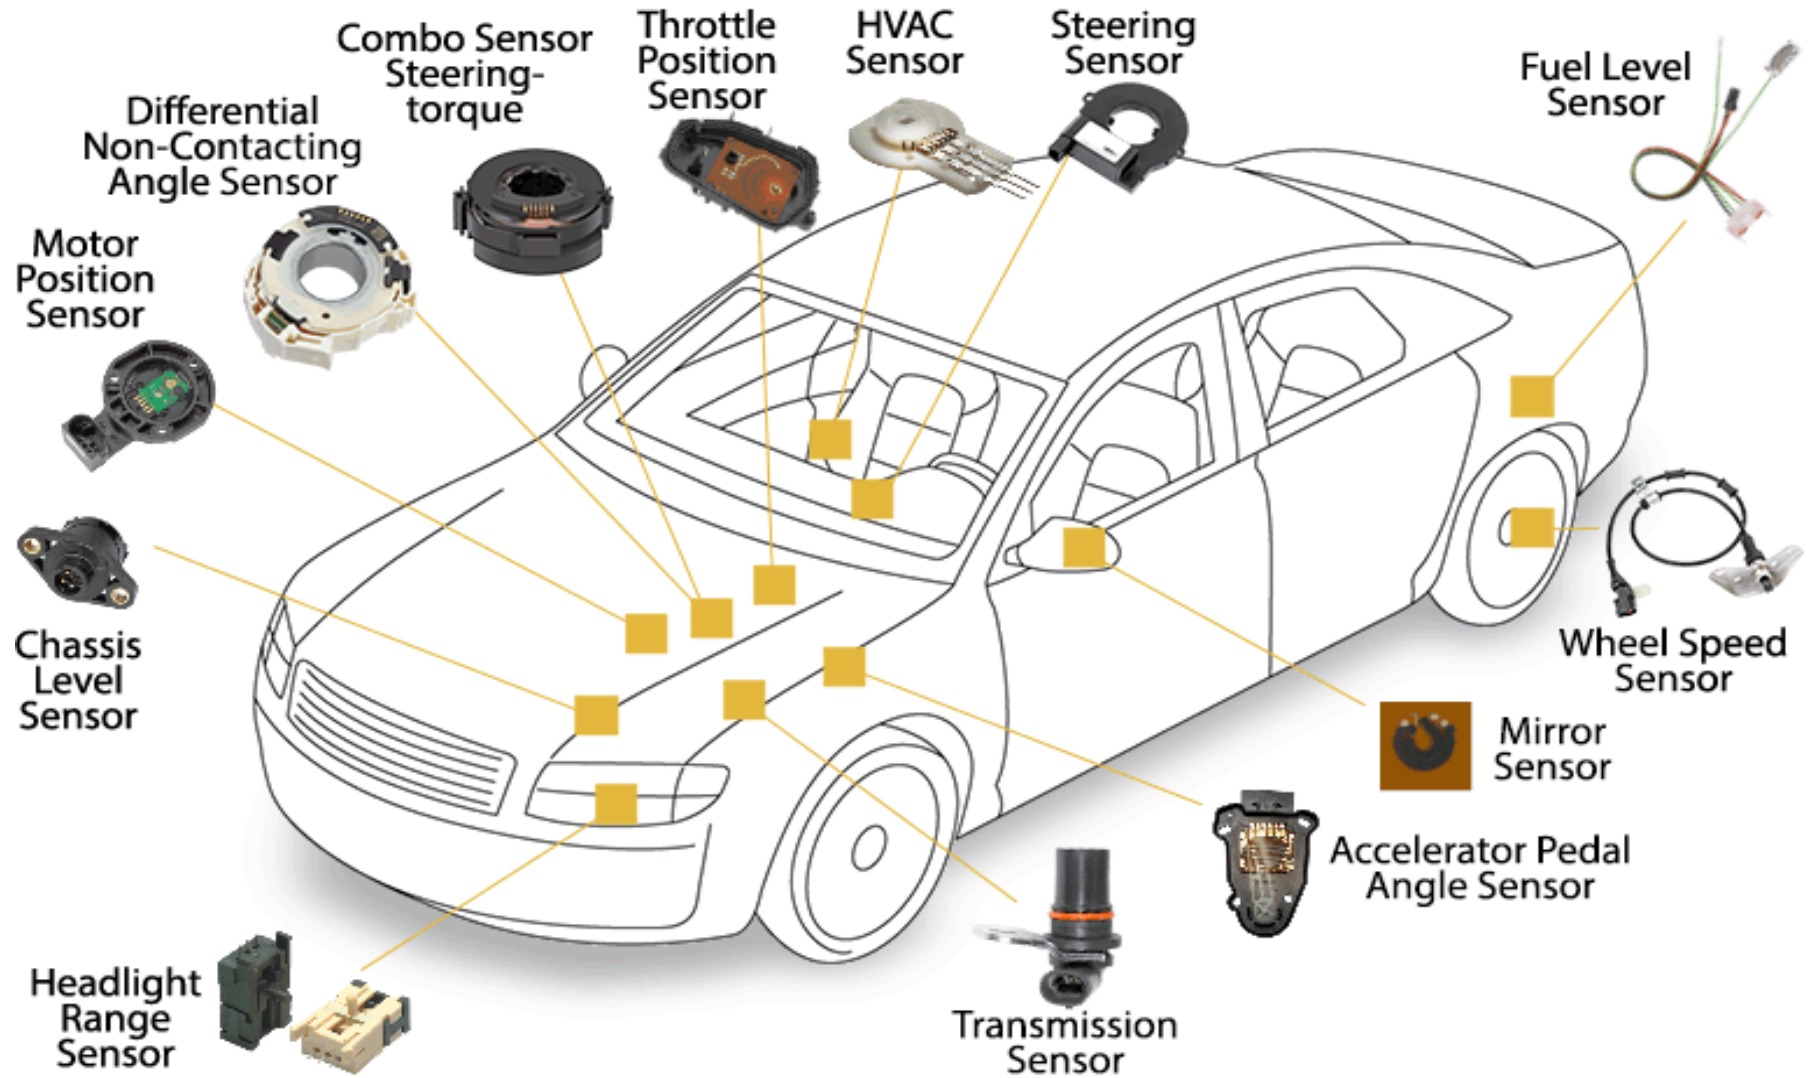 Combo Sensor
Steering-
torque
Throttle
Position
Sensor
HVAC
Sensor
Steering
Sensor
Fuel Level
Sensor
Differential
Non-Contacting
Angle Sensor
Motor
Position
Sensor
Chassis
Level
Sensor
Wheel Speed
Sensor
Mirror
Sensor
Accelerator Pedal
Angle Sensor
Headlight
Range
Sensor
Transmission
Sensor